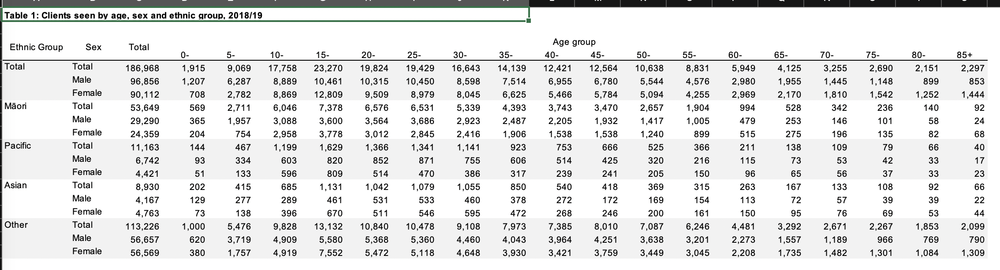 Table 1: Clients seen by age, sex and ethnic group, 2018/19
Age group
Ethnic Group Sex Total
0- 5- 10- 15- 20- 25- 30- 35- 40- 45- 50- 55- 60- 65- 70- 75- 80- 85+
Total Total 186,968 1,915 9,069 17,758 23,270 19,824 19,429 16,643 14,139 12,421 12,564 10,638 8,831 5,949 4,125 3,255 2,690 2,151 2,297
Male 96,856 1,207 6,287 8,889 10,461 10,315 10,450 8,598 7,514 6,955 6,780 5,544 4,576 2,980 1,955 1,445 1,148 899 853
Female 90,112 708 2,782 8,869 12,809 9,509 8,979 8,045 6,625 5,466 5,784 5,094 4,255 2,969 2,170 1,810 1,542 1,252 1,444
Māori Total 53,649 569 2,711 6,046 7,378 6,576 6,531 5,339 4,393 3,743 3,470 2,657 1,904 994 528 342 236 140 92
Male 29,290 365 1,957 3,088 3,600 3,564 3,686 2,923 2,487 2,205 1,932 1,417 1,005 479 253 146 101 58 24
Female 24,359 204 754 2,958 3,778 3,012 2,845 2,416 1,906 1,538 1,538 1,240 899 515 275 196 135 82 68
Pacific Total 11,163 144 467 1,199 1,629 1,366 1,341 1,141 923 753 666 525 366 211 138 109 79 66 40
Male 6,742 93 334 603 820 852 871 755 606 514 425 320 216 115 73 53 42 33 17
Female 4,421 51 133 596 809 514 470 386 317 239 241 205 150 96 65 56 37 33 23
Asian Total 8,930 202 415 685 1,131 1,042 1,079 1,055 850 540 418 369 315 263 167 133 108 92 66
Male 4,167 129 277 289 461 531 533 460 378 272 172 169 154 113 72 57 39 39 22
Female 4,763 73 138 396 670 511 546 595 472 268 246 200 161 150 95 76 69 53 44
Other Total 113,226 1,000 5,476 9,828 13,132 10,840 10,478 9,108 7,973 7,385 8,010 7,087 6,246 4,481 3,292 2,671 2,267 1,853 2,099
Male 56,657 620 3,719 4,909 5,580 5,368 5,360 4,460 4,043 3,964 4,251 3,638 3,201 2,273 1,557 1,189 966 769 790
Female 56,569 380 1,757 4,919 7,552 5,472 5,118 4,648 3,930 3,421 3,759 3,449 3,045 2,208 1,735 1,482 1,301 1,084 1,309